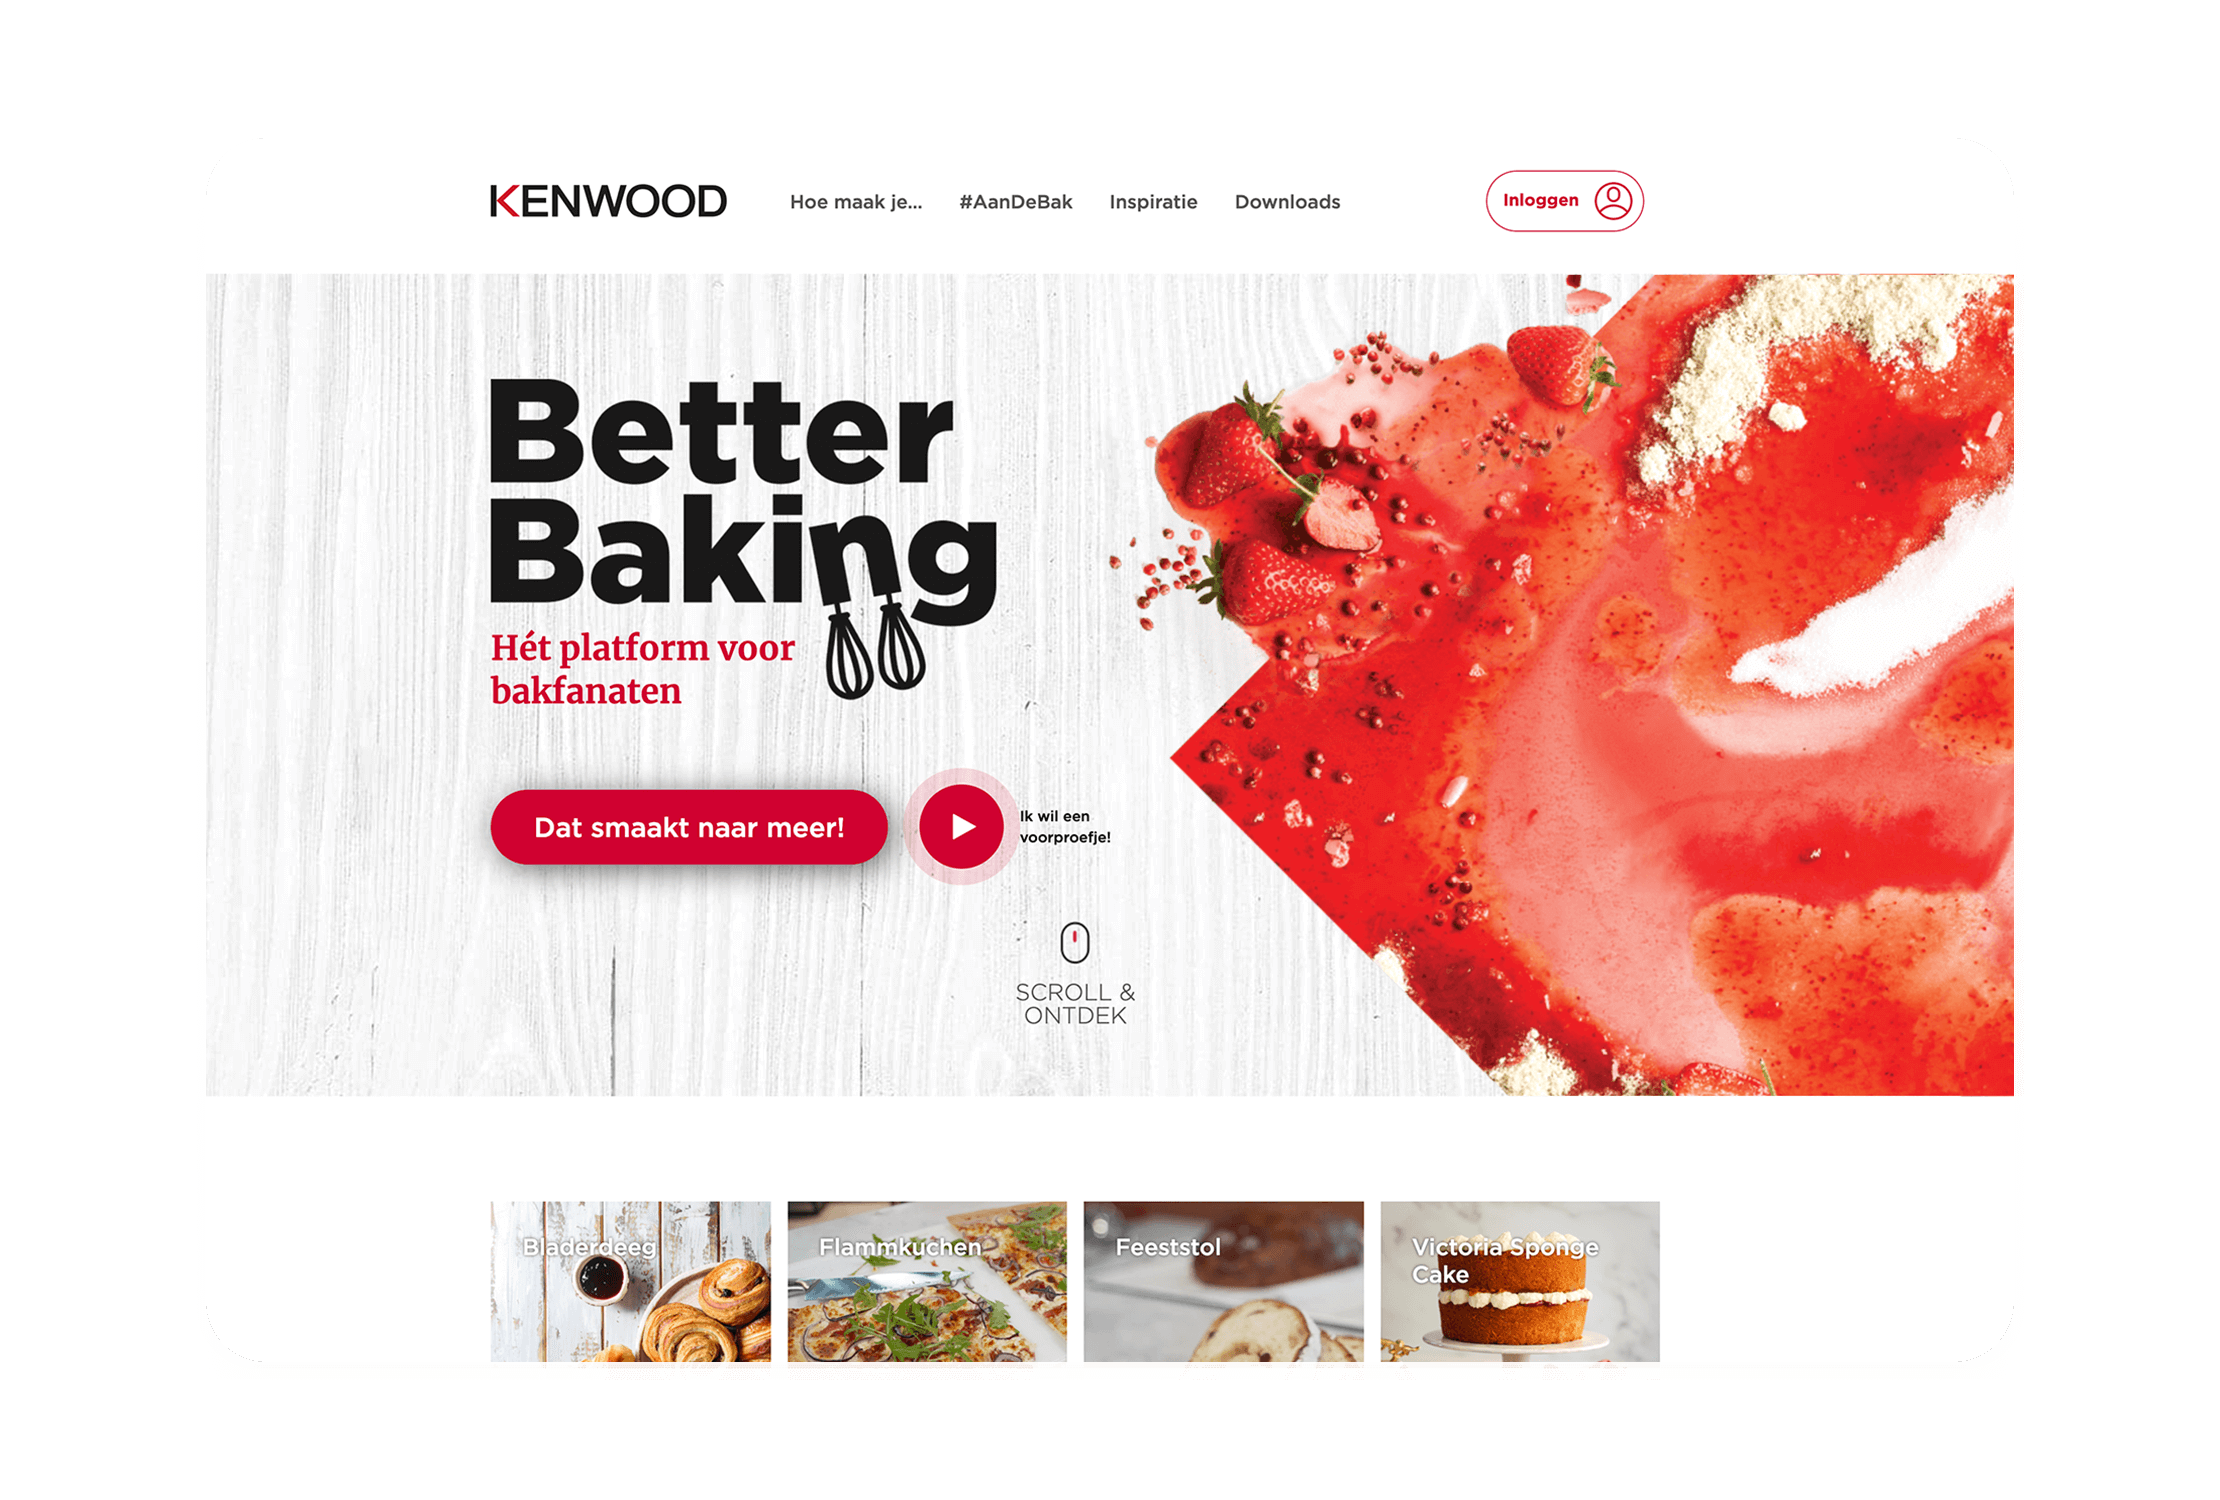 KENWOOD
Hoe maak je...
#AanDeBak
Inspiratie
Downloads
Inloggen
Better
Baking
Hét platform voor
bakfanaten
Dat smaakt naar meer!
Ik wil een
voorproefje!
SCROLL &
ONTDEK
Bladerdeeg
Flammkuchen
Feeststol
Victoria Sponge
Cake